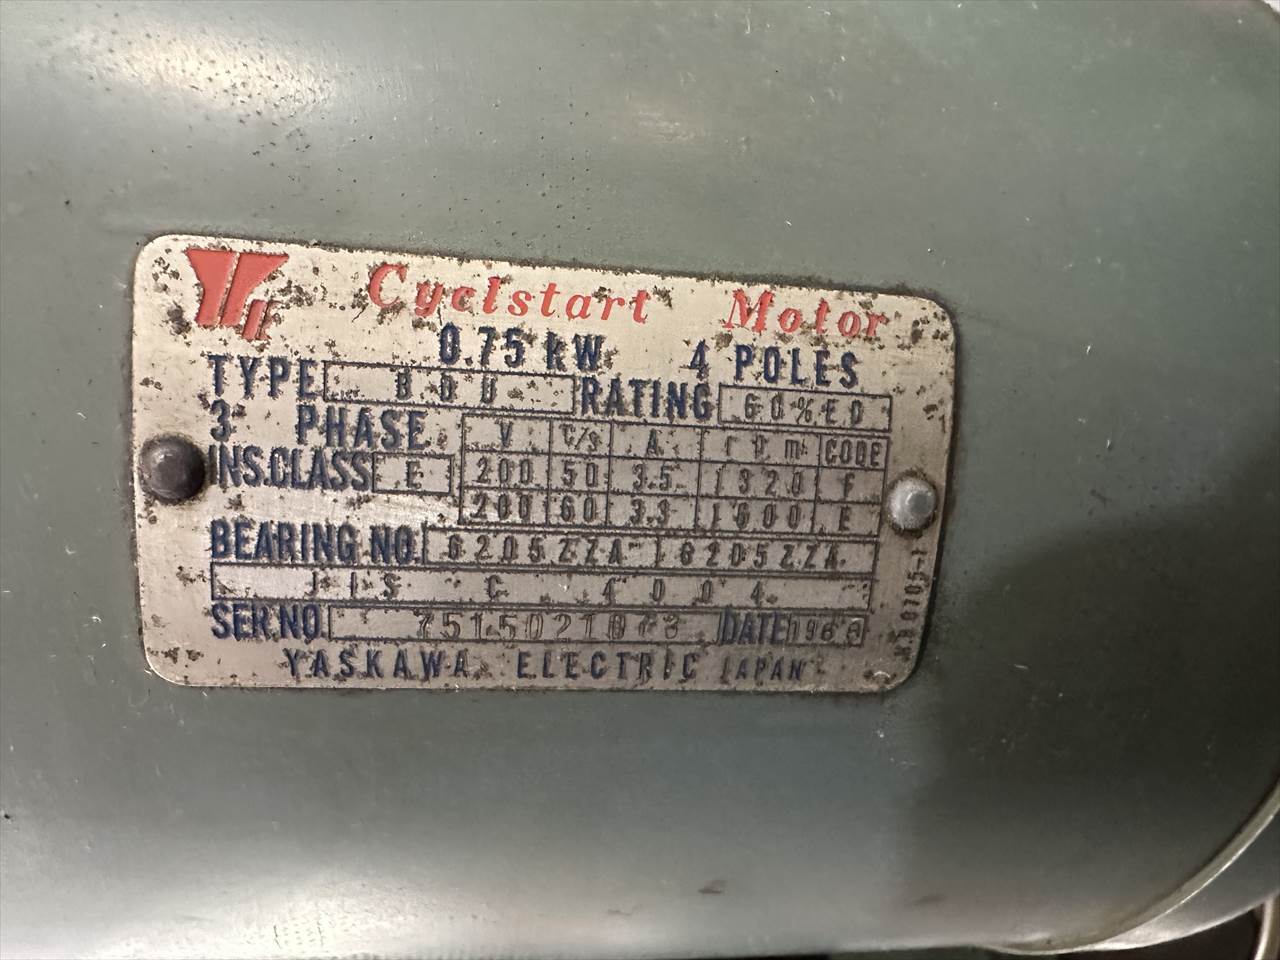 Cyclstart Motor
0.75 kW 4 POLES
TYPE RATING 60%ED
3 PHASE V C/s A rpm CODE
INS.CLASS E 200 50 3.5 1320 F
200 60 3.3 1600 E
BEARING NO. 6205ZZA 6205ZZA
JIS C 4004
SER.NO DATE
YASKAWA ELECTRIC JAPAN